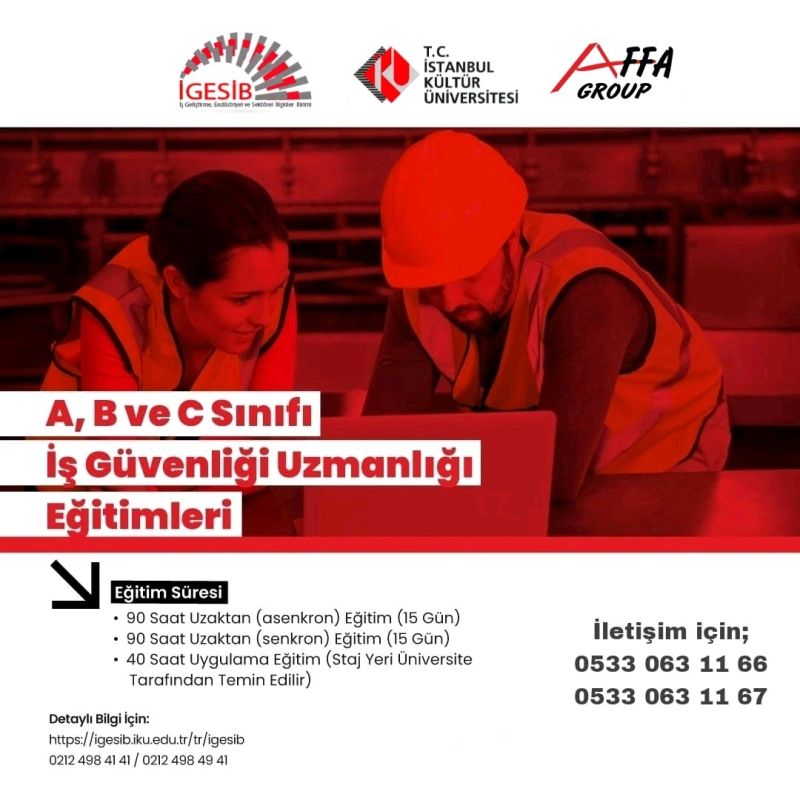 İGESİB
İş Geliştirme, Endüstriyel ve Sektörel İlişkiler Birimi
T.C.
İSTANBUL
KÜLTÜR
ÜNİVERSİTESİ
AFFA
GROUP
A, B ve C Sınıfı
İş Güvenliği Uzmanlığı
Eğitimleri
Eğitim Süresi
• 90 Saat Uzaktan (asenkron) Eğitim (15 Gün)
• 90 Saat Uzaktan (senkron) Eğitim (15 Gün)
• 40 Saat Uygulama Eğitim (Staj Yeri Üniversite
Tarafından Temin Edilir)
İletişim için;
0533 063 11 66
0533 063 11 67
Detaylı Bilgi İçin:
https://igesib.iku.edu.tr/tr/igesib
0212 498 41 41 / 0212 498 49 41